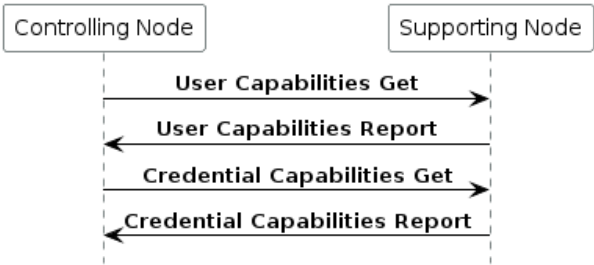 Controlling Node
Supporting Node
User Capabilities Get
User Capabilities Report
Credential Capabilities Get
Credential Capabilities Report